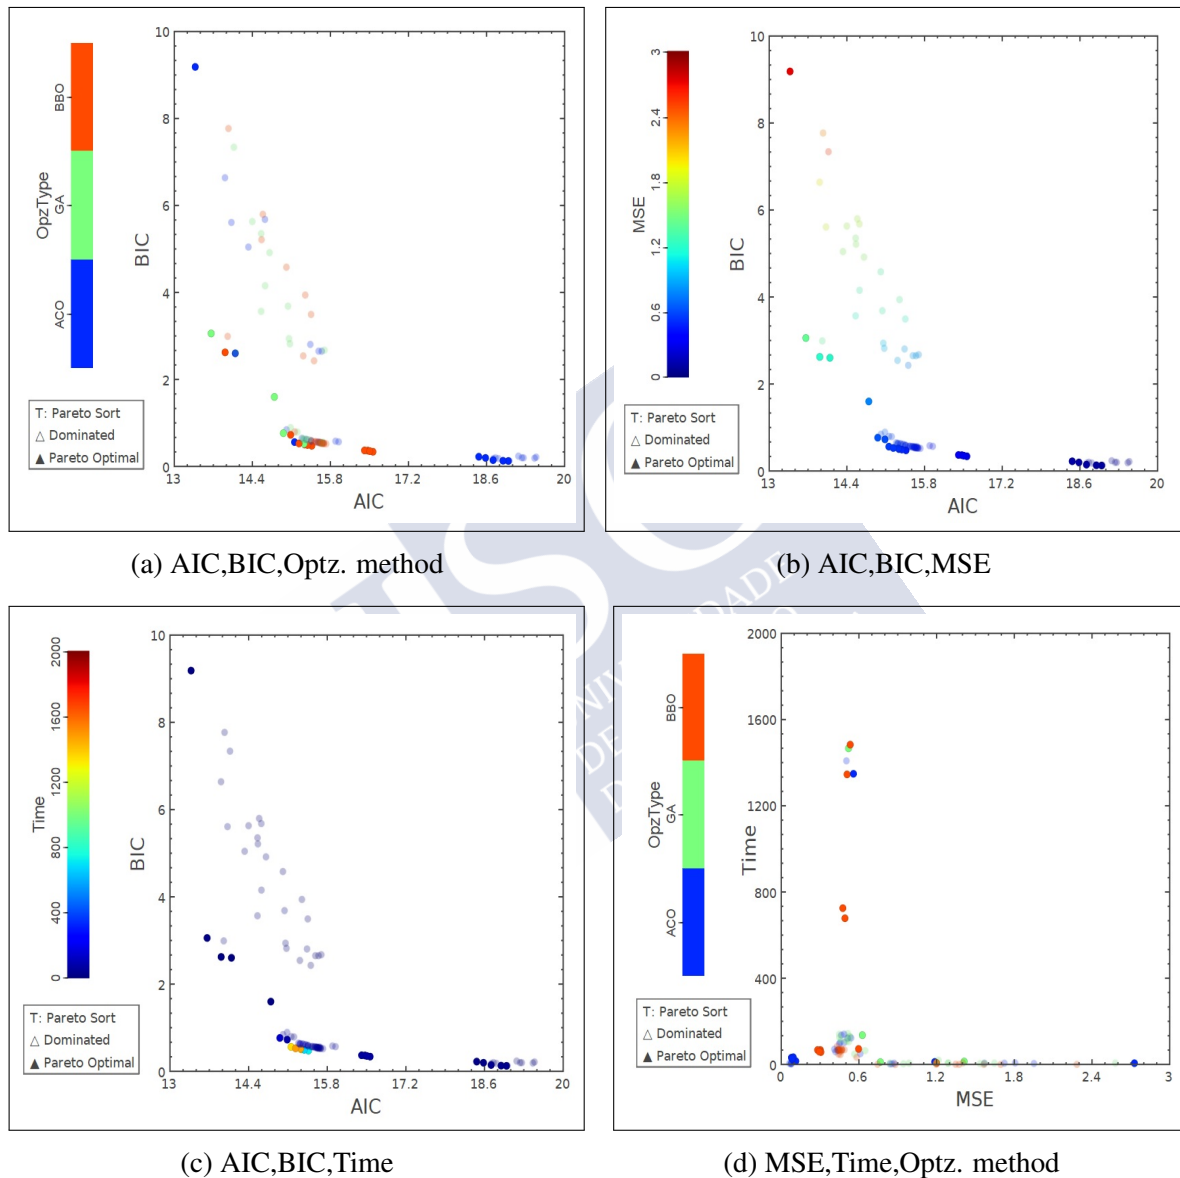 10
8
6
4
2
0
13
14.4
15.8
17.2
18.6
20
AIC
BIC
OpzType
BBO
GA
ACO
T: Pareto Sort
△ Dominated
▲ Pareto Optimal
(a) AIC,BIC,Optz. method
10
8
6
4
2
0
13
14.4
15.8
17.2
18.6
20
AIC
BIC
MSE
3
2.4
1.8
1.2
0.6
0
T: Pareto Sort
△ Dominated
▲ Pareto Optimal
(b) AIC,BIC,MSE
10
8
6
4
2
0
13
14.4
15.8
17.2
18.6
20
AIC
BIC
Time
2000
1600
1200
800
400
0
T: Pareto Sort
△ Dominated
▲ Pareto Optimal
(c) AIC,BIC,Time
2000
1600
1200
800
400
0
0
0.6
1.2
1.8
2.4
3
MSE
Time
OpzType
BBO
GA
ACO
T: Pareto Sort
△ Dominated
▲ Pareto Optimal
(d) MSE,Time,Optz. method